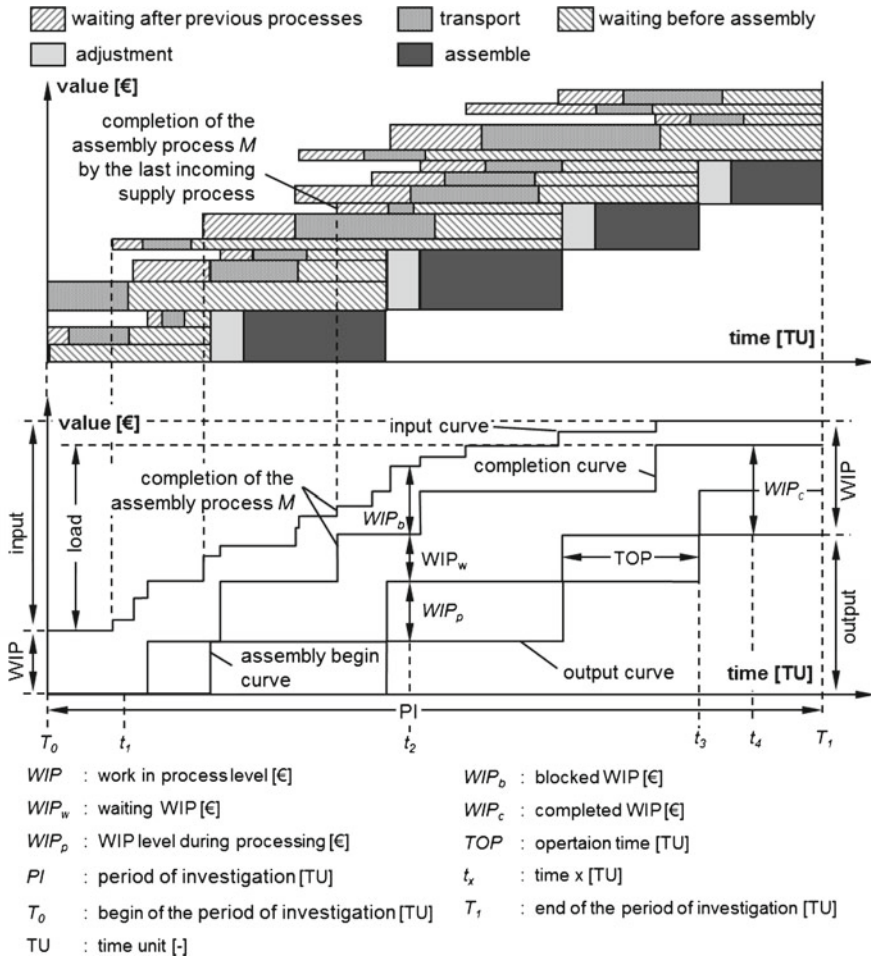 waiting after previous processes
transport
waiting before assembly
adjustment
assemble
value [€]
completion of the
assembly process M
by the last incoming
supply process
time [TU]
value [€]
input curve
completion curve
completion of the
assembly process M
input
load
WIP
WIP_b
WIP_w
WIP_p
WIP_c
WIP
TOP
output
assembly begin
curve
output curve
time [TU]
PI
T_0
t_1
t_2
t_3
t_4
T_1
WIP : work in process level [€]
WIP_w : waiting WIP [€]
WIP_p : WIP level during processing [€]
PI : period of investigation [TU]
T_0 : begin of the period of investigation [TU]
TU : time unit [-]
WIP_b : blocked WIP [€]
WIP_c : completed WIP [€]
TOP : opertaion time [TU]
t_x : time x [TU]
T_1 : end of the period of investigation [TU]